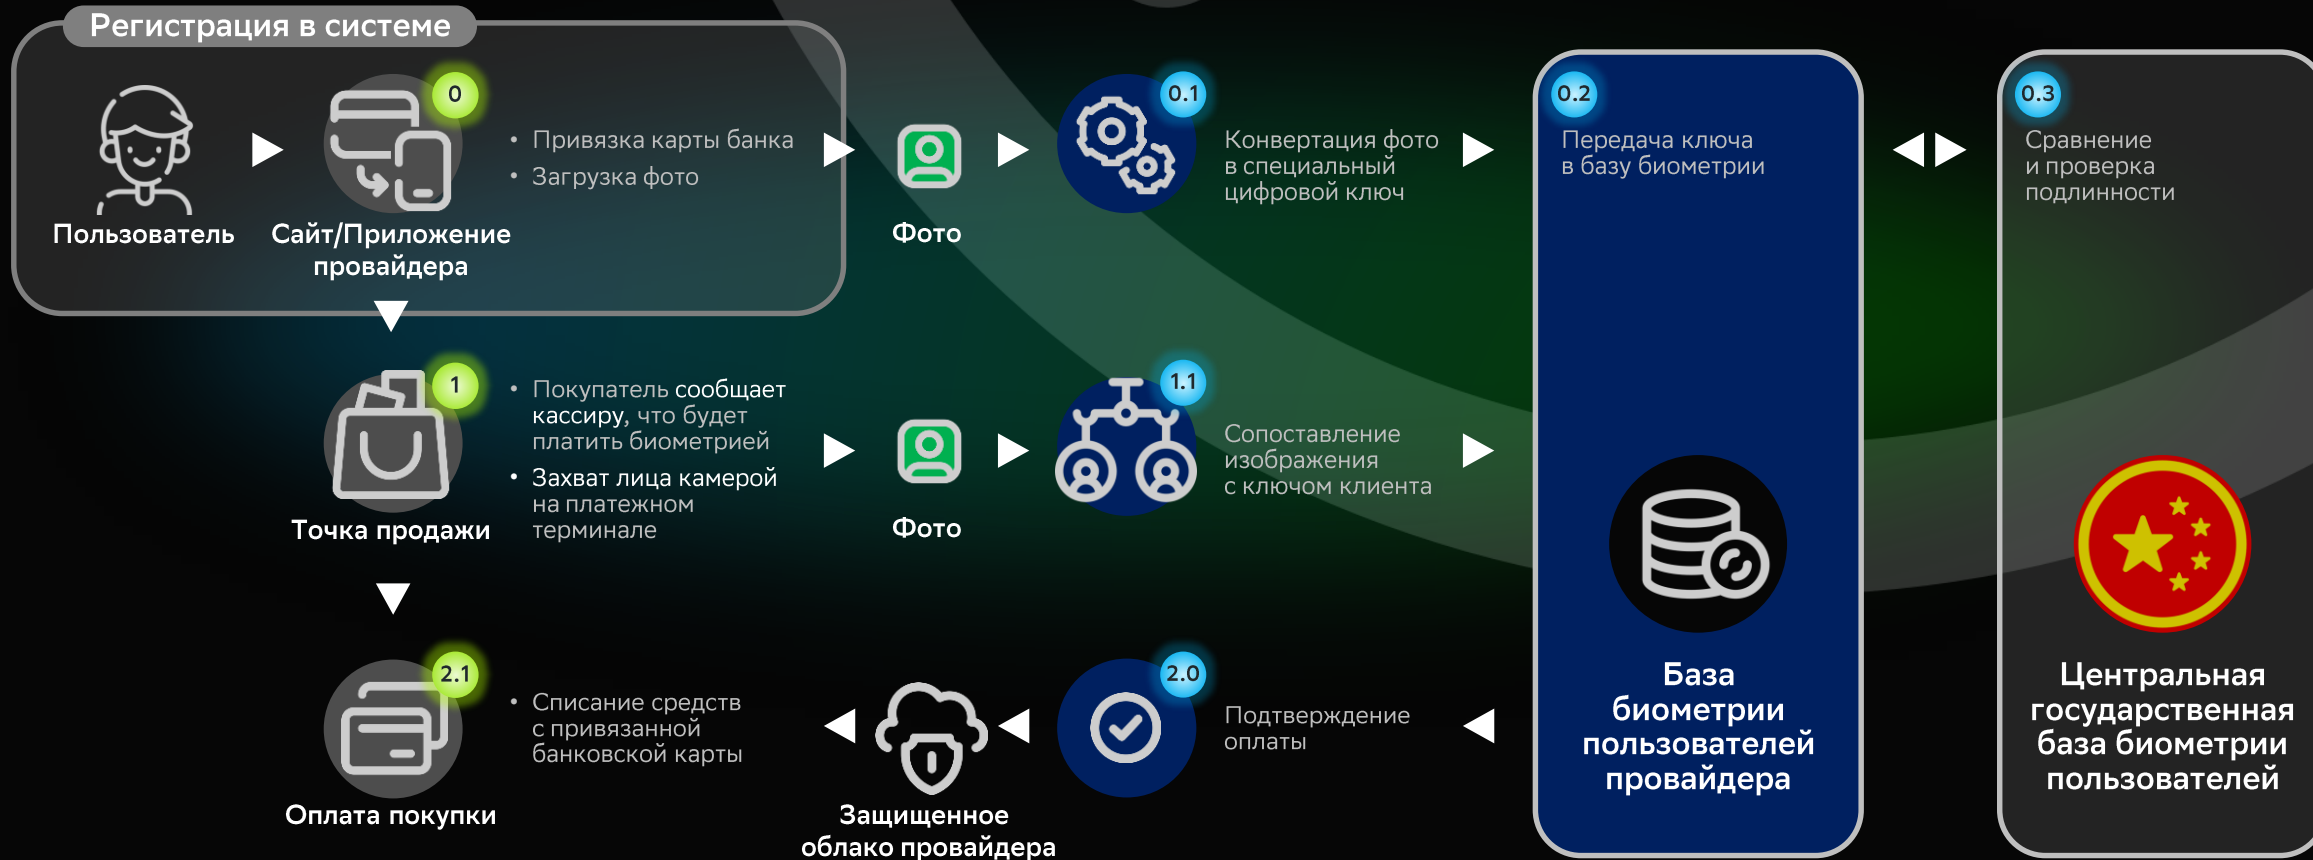 Регистрация в системе
Пользователь
0
Сайт/Приложение
провайдера
• Привязка карты банка
• Загрузка фото
Фото
0.1
Конвертация фото
в специальный
цифровой ключ
0.2
Передача ключа
в базу биометрии
0.3
Сравнение
и проверка
подлинности
1
Точка продажи
• Покупатель сообщает
кассиру, что будет
платить биометрией
• Захват лица камерой
на платежном
терминале
Фото
1.1
Сопоставление
изображения
с ключом клиента
2.1
Оплата покупки
• Списание средств
с привязанной
банковской карты
Защищенное
облако провайдера
2.0
Подтверждение
оплаты
База
биометрии
пользователей
провайдера
Центральная
государственная
база биометрии
пользователей